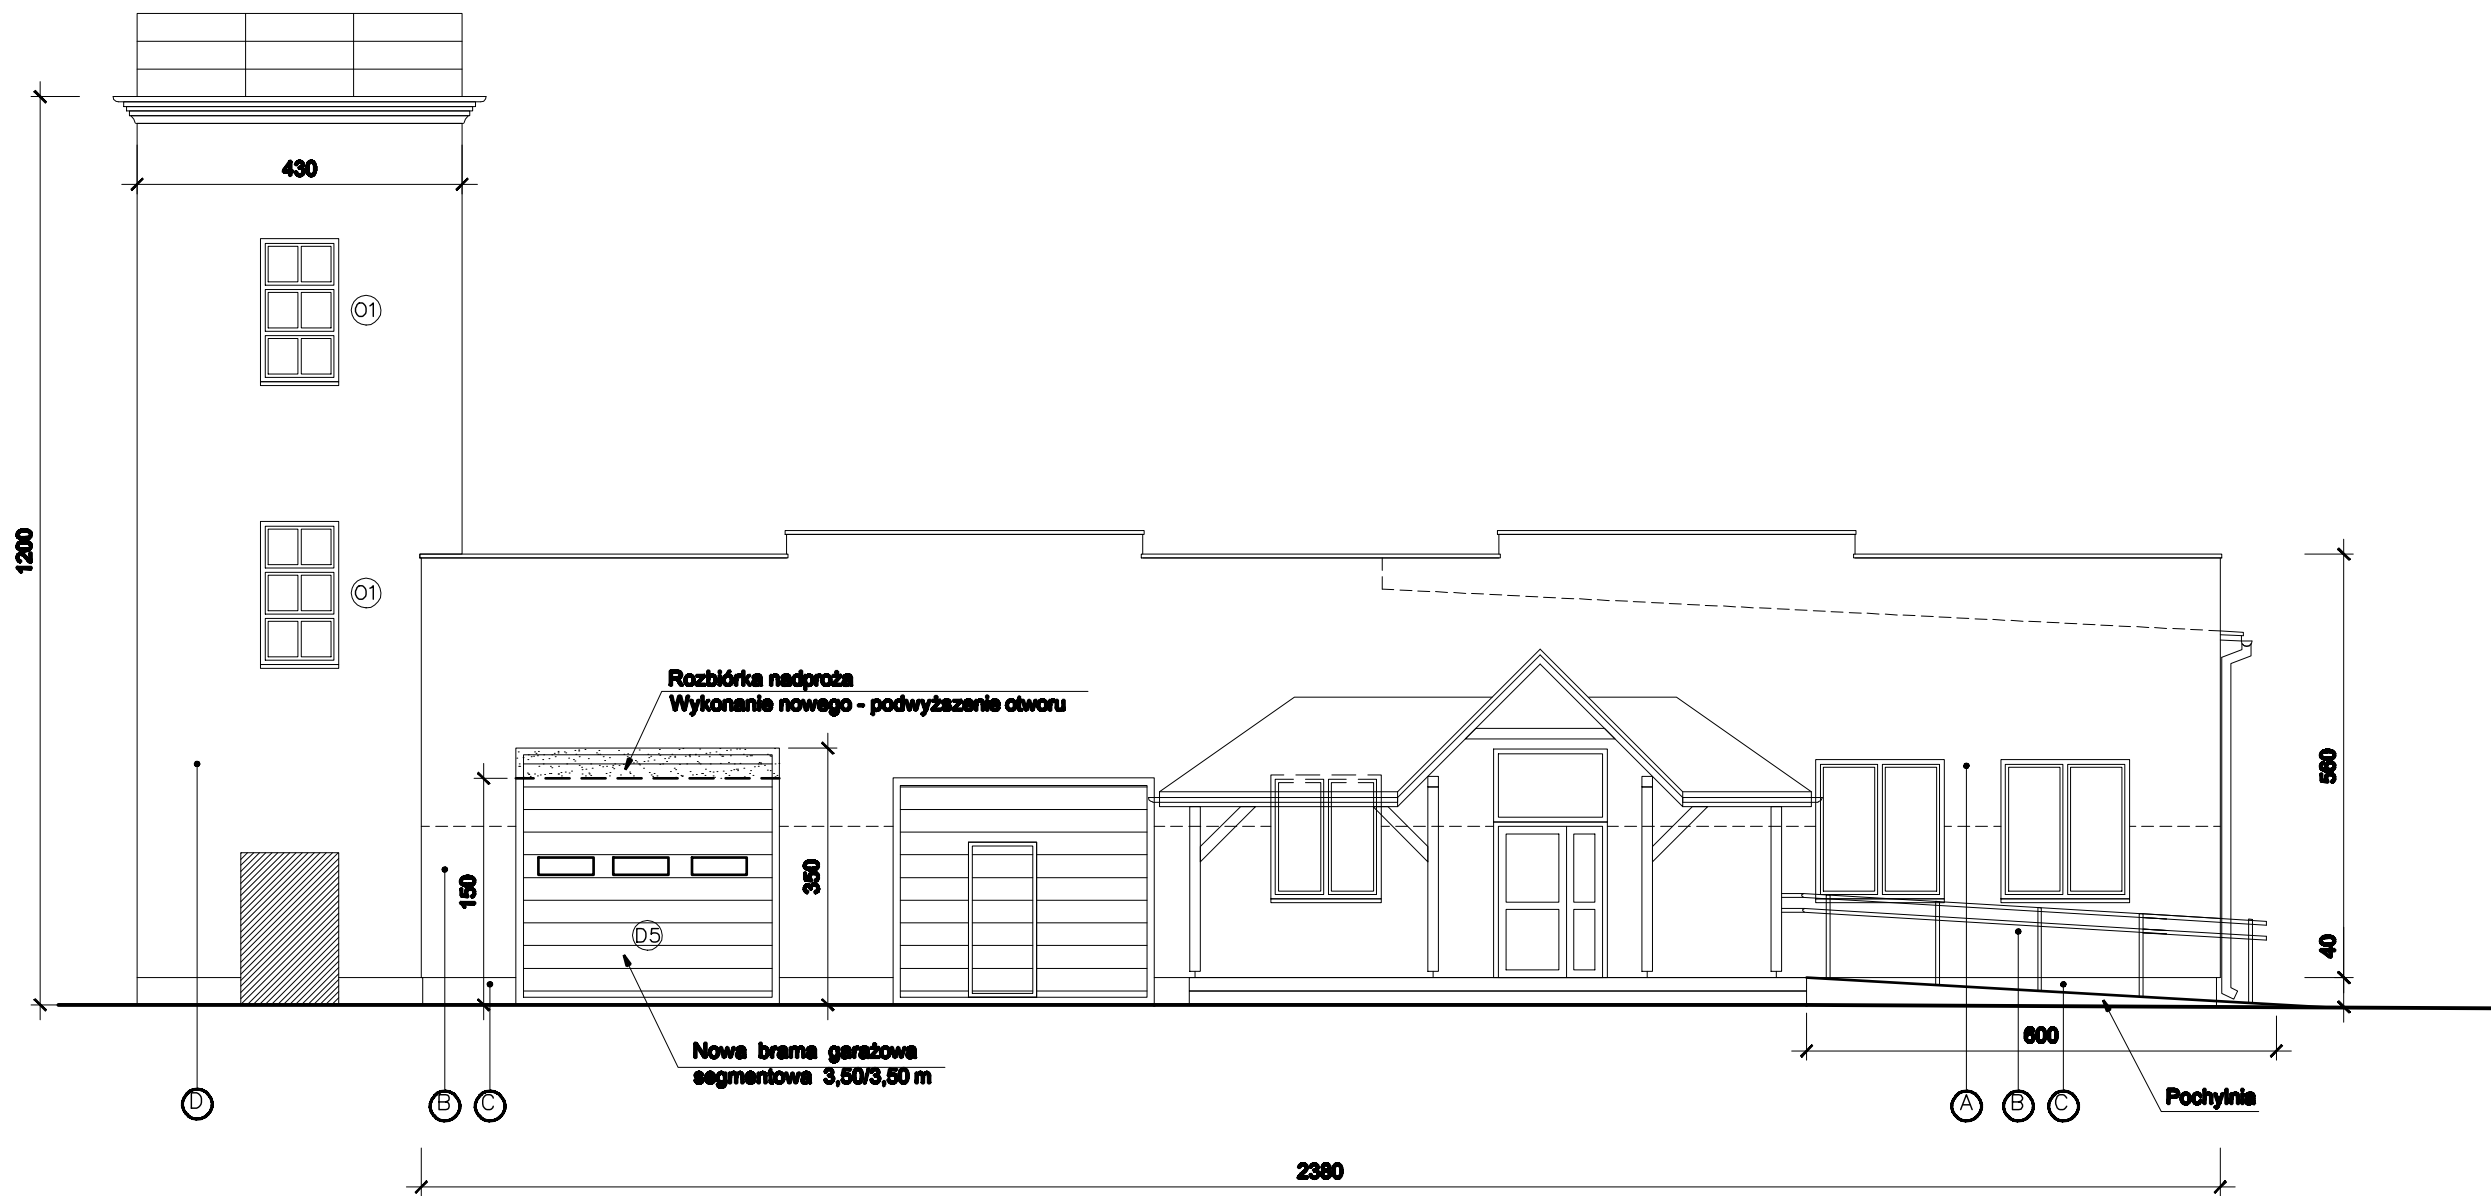 430
O1
1200
O1
Rozbiórka nadproża
Wykonanie nowego - podwyższenie otworu
560
350
150
D5
40
600
Nowa brama garażowa
segmentowa 3,50/3,50 m
Pochylnia
D
B
C
A
B
C
2380